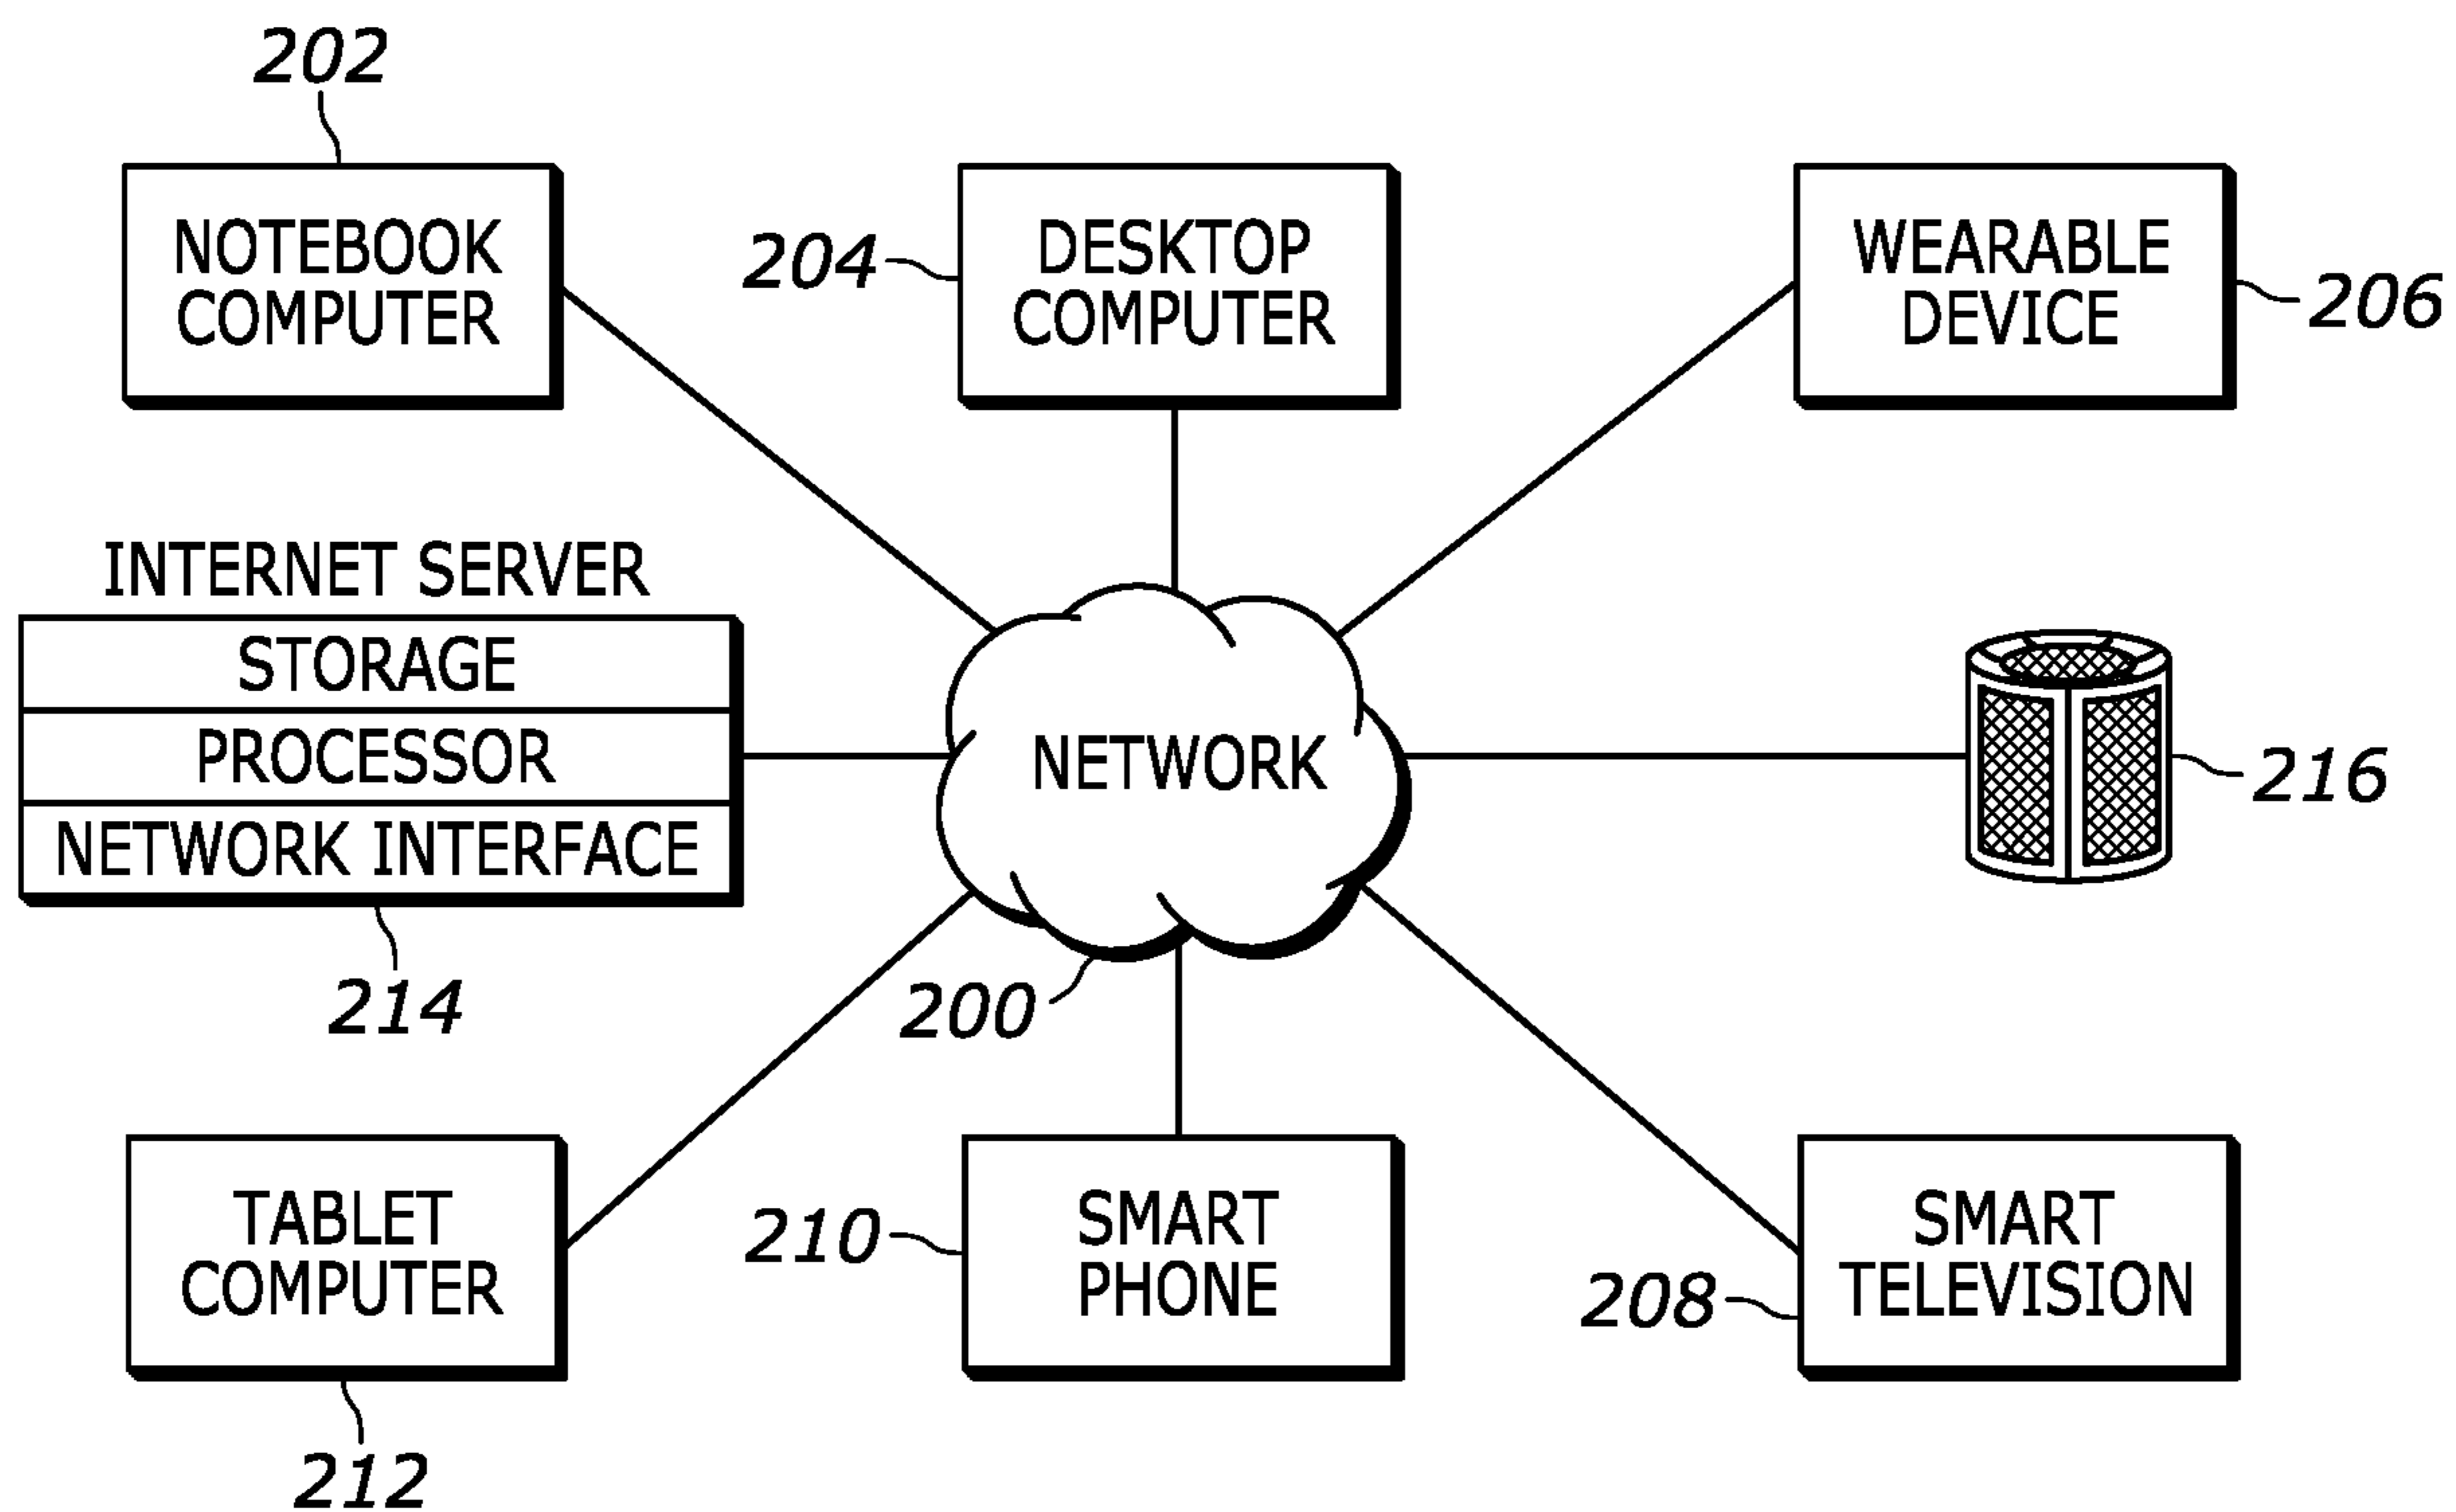 202
NOTEBOOK
COMPUTER
204
DESKTOP
COMPUTER
WEARABLE
DEVICE
206
INTERNET SERVER
STORAGE
PROCESSOR
NETWORK INTERFACE
214
NETWORK
200
216
TABLET
COMPUTER
212
210
SMART
PHONE
208
SMART
TELEVISION